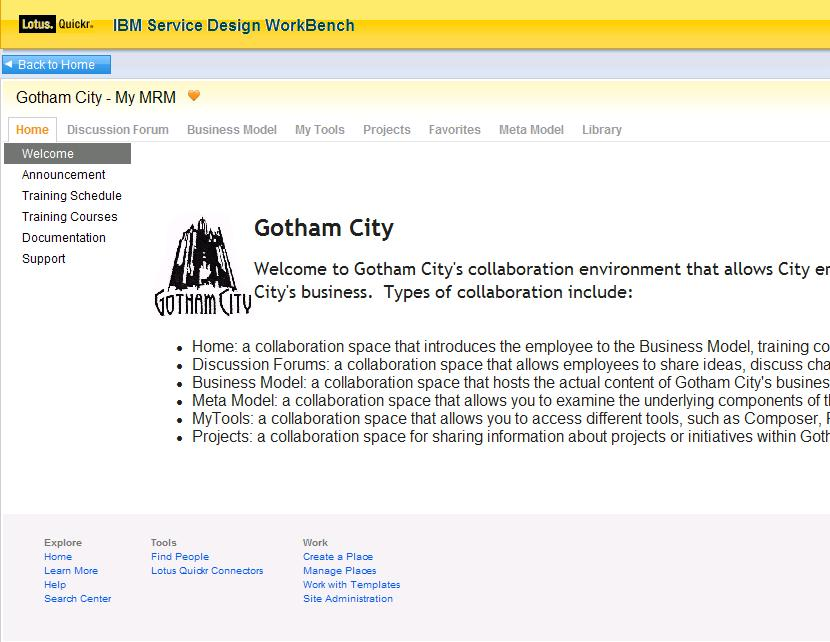 Lotus. Quickr. IBM Service Design WorkBench
Back to Home
Gotham City - My MRM
Home Discussion Forum Business Model My Tools Projects Favorites Meta Model Library
Welcome
Announcement
Training Schedule
Training Courses
Documentation
Support
GOTHAM CITY
Gotham City
Welcome to Gotham City's collaboration environment that allows City
City's business. Types of collaboration include:
Home: a collaboration space that introduces the employee to the Business Model, training
Discussion Forums: a collaboration space that allows employees to share ideas, discuss
Business Model: a collaboration space that hosts the actual content of Gotham City's
Meta Model: a collaboration space that allows you to examine the underlying components of
MyTools: a collaboration space that allows you to access different tools, such as Composer,
Projects: a collaboration space for sharing information about projects or initiatives within
Explore
Home
Learn More
Help
Search Center
Tools
Find People
Lotus Quickr Connectors
Work
Create a Place
Manage Places
Work with Templates
Site Administration